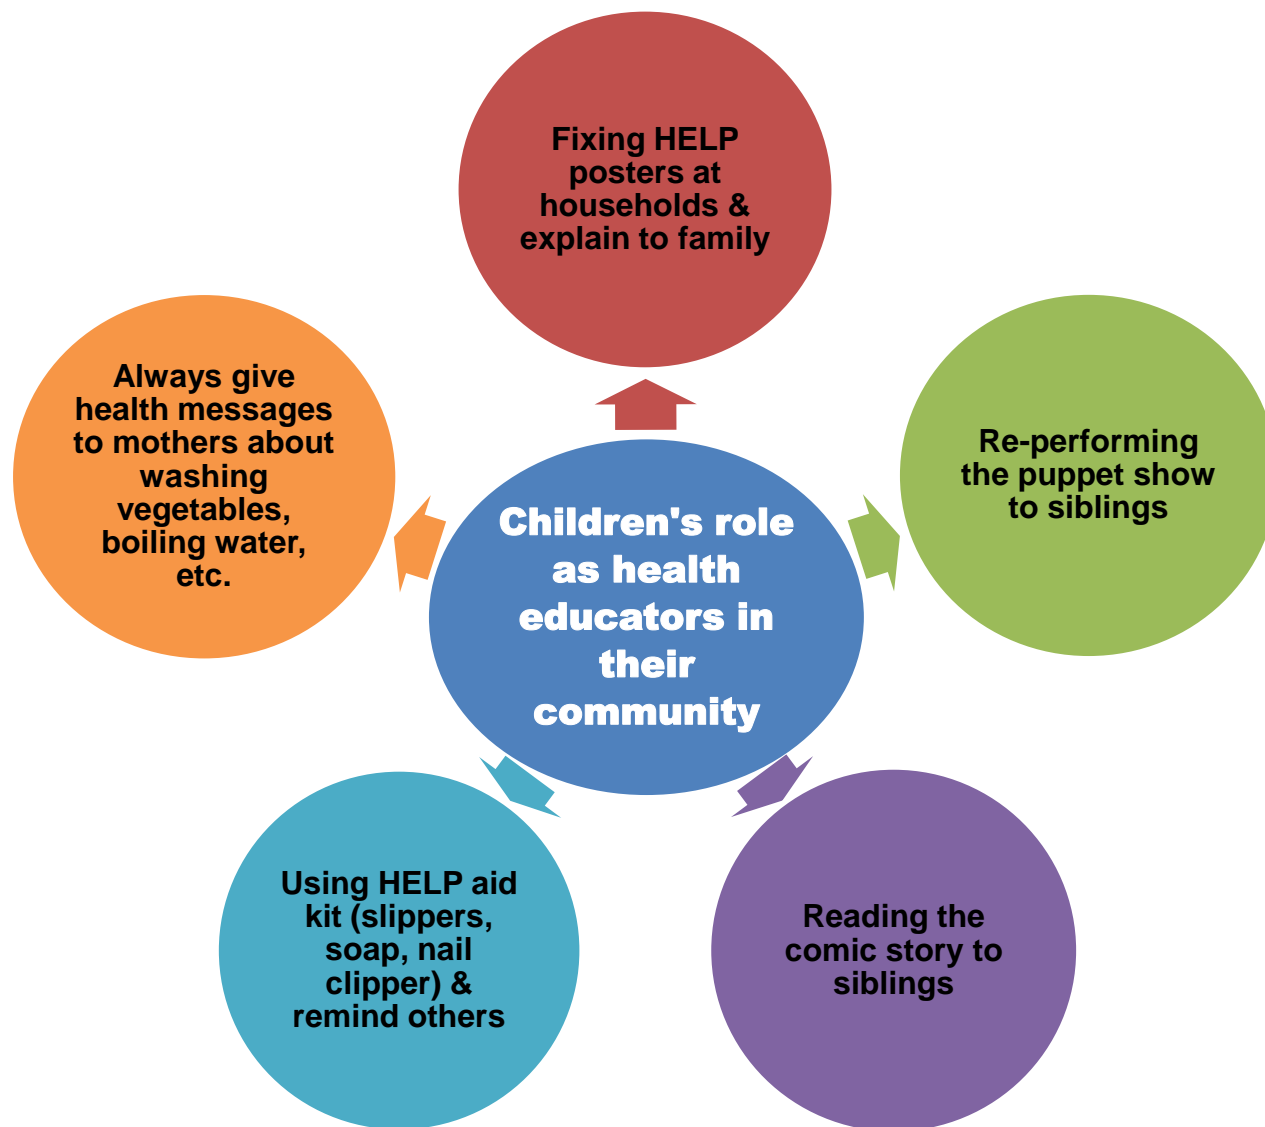 Fixing HELP
posters at
households &
explain to family
Re-performing
the puppet show
to siblings
Reading the
comic story to
siblings
Using HELP aid
kit (slippers,
soap, nail
clipper) &
remind others
Always give
health messages
to mothers about
washing
vegetables,
boiling water,
etc.
Children's role
as health
educators in
their
community